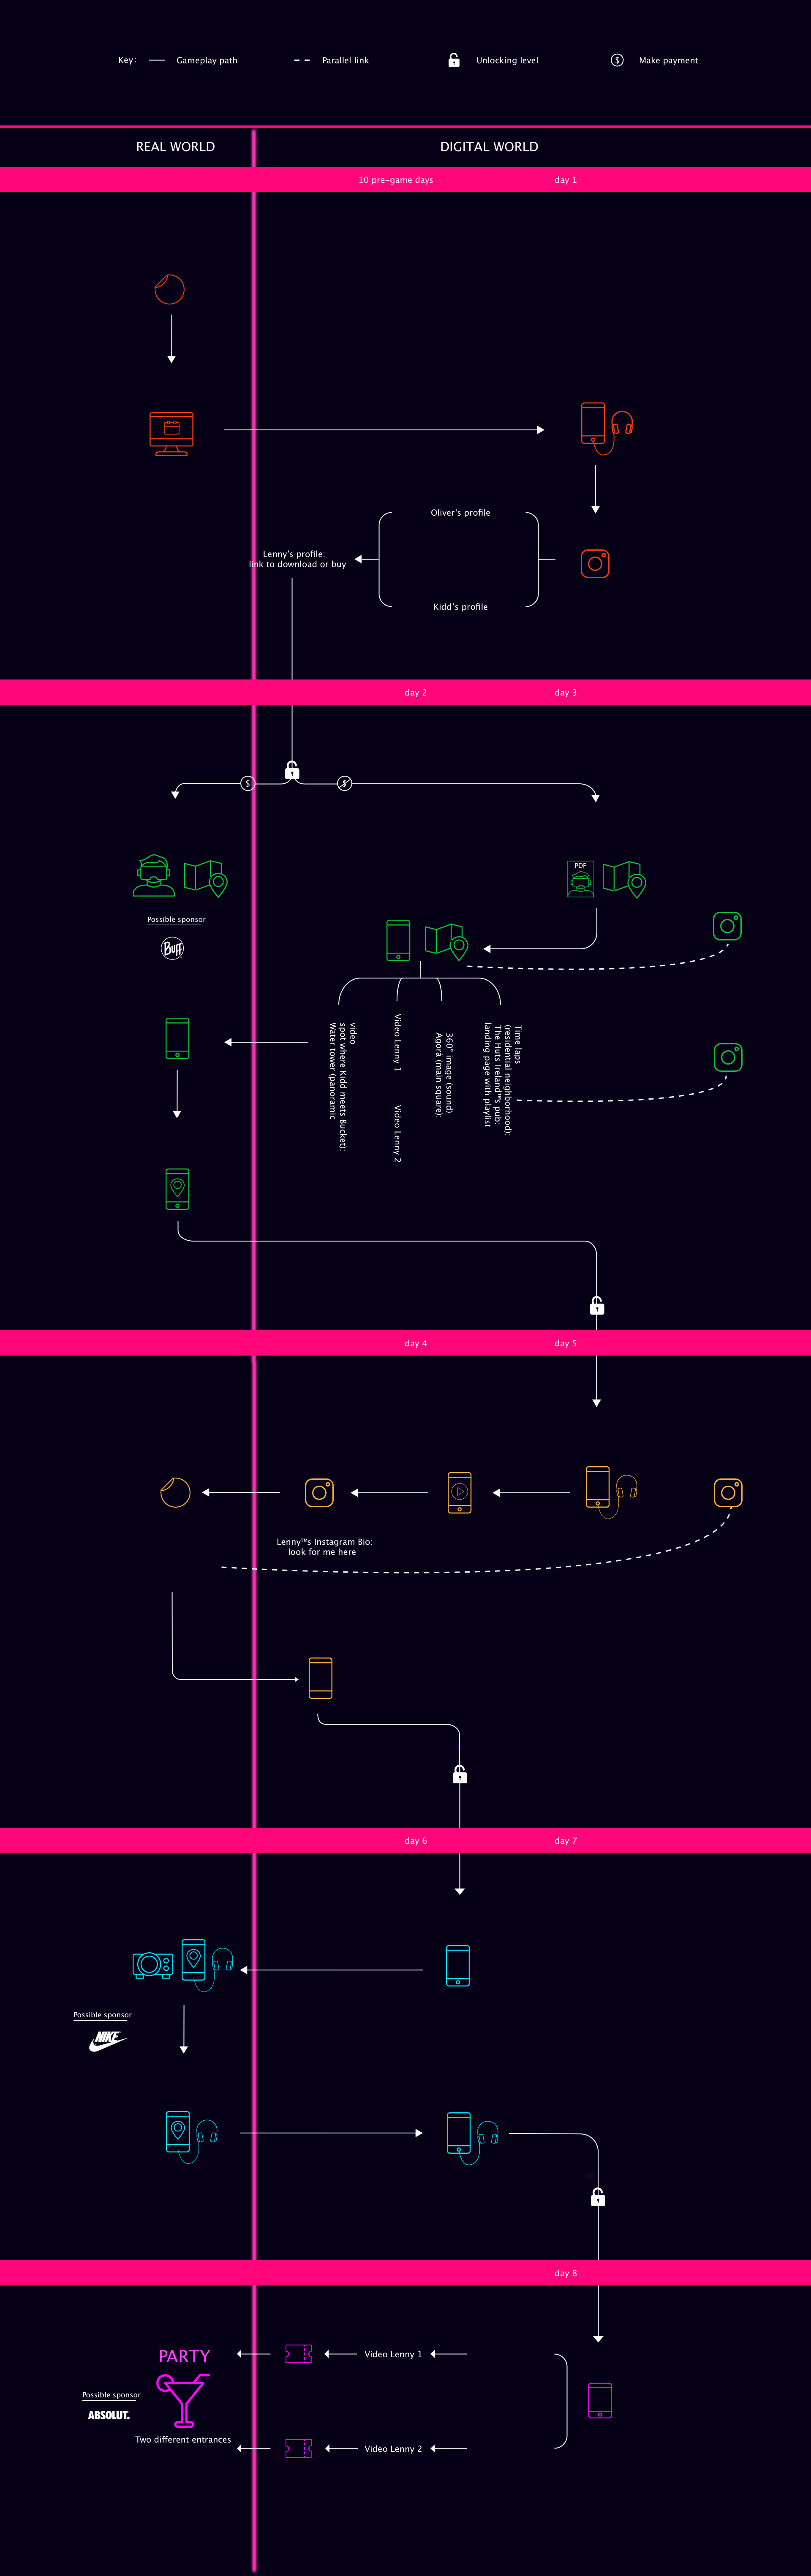 Key:
Gameplay path
Parallel link
Unlocking level
$
Make payment
REAL WORLD
DIGITAL WORLD
10 pre-game days
day 1
Oliver's profile
Lenny's profile:
link to download or buy
Kidd's profile
day 2
day 3
$
$
PDF
Possible sponsor
BUFF
video
spot where Kidd meets Bucket):
Water tower (panoramic
Video Lenny 1
Video Lenny 2
360° image (sound)
Agorà (main square):
Time laps
(residential neighborhood):
The Huts Ireland™s pub:
landing page with playlist
day 4
day 5
Lenny™s Instagram Bio:
look for me here
day 6
day 7
Possible sponsor
NIKE
day 8
PARTY
Video Lenny 1
Possible sponsor
ABSOLUT.
Two different entrances
Video Lenny 2